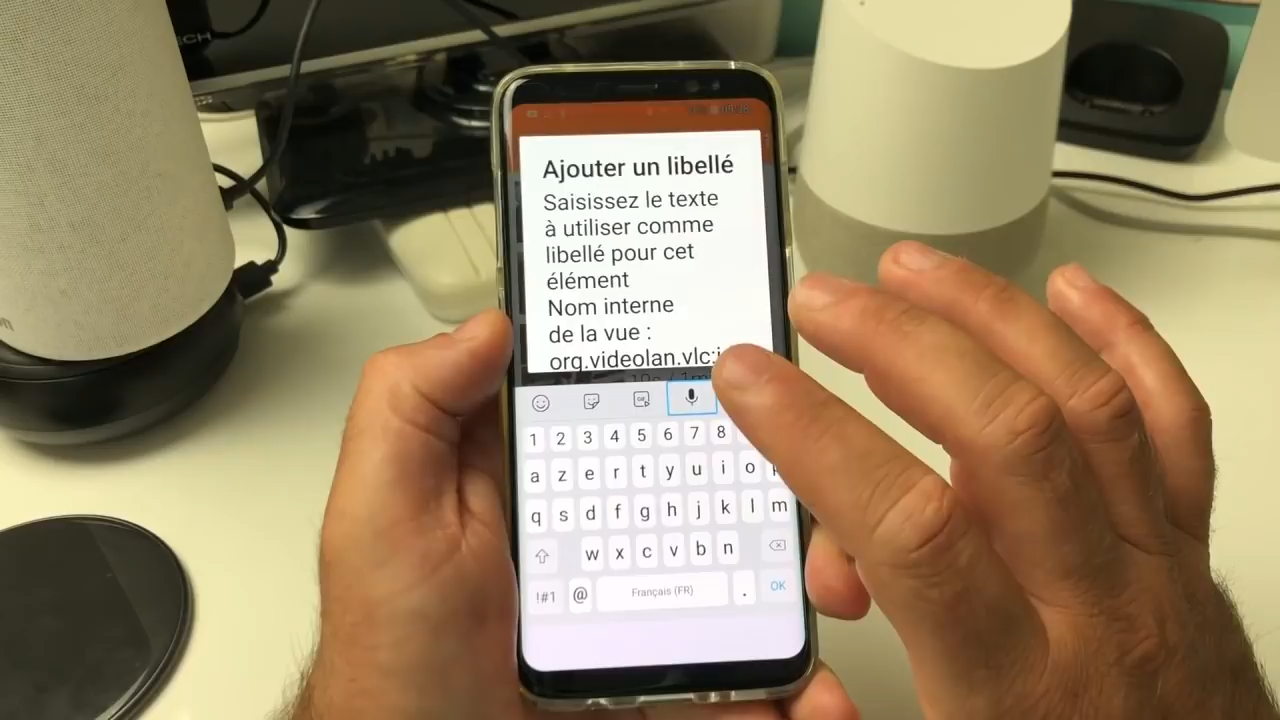 Ajouter un libellé
Saisissez le texte
à utiliser comme
libellé pour cet
élément
Nom interne
de la vue :
org.videolan.vlc:i
1 2 3 4 5 6 7 8
a z e r t y u i o p
q s d f g h j k l m
w x c v b n
!#1 @ Français (FR) . OK